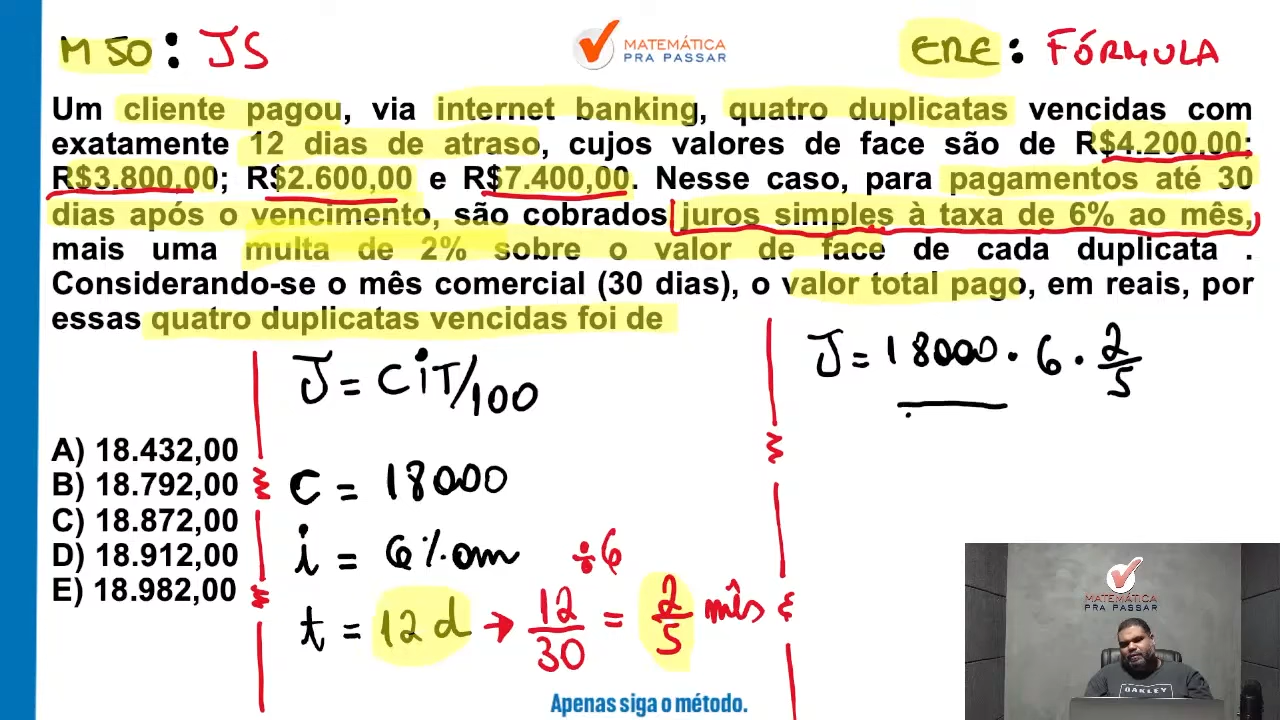 M50: JS
MATEMÁTICA
PRA PASSAR
ERE: FÓRMULA
Um cliente pagou, via internet banking, quatro duplicatas vencidas com
exatamente 12 dias de atraso, cujos valores de face são de R$4.200,00;
R$3.800,00; R$2.600,00 e R$7.400,00. Nesse caso, para pagamentos até 30
dias após o vencimento, são cobrados juros simples à taxa de 6% ao mês,
mais uma multa de 2% sobre o valor de face de cada duplicata .
Considerando-se o mês comercial (30 dias), o valor total pago, em reais, por
essas quatro duplicatas vencidas foi de
A) 18.432,00
B) 18.792,00
C) 18.872,00
D) 18.912,00
E) 18.982,00
J = CiT/100
C = 18000
i = 6% am
÷6
t = 12d → 12/30 = 2/5 mês
J = 18000 · 6 · 2/5
MATEMÁTICA
PRA PASSAR
OAKLEY
Apenas siga o método.